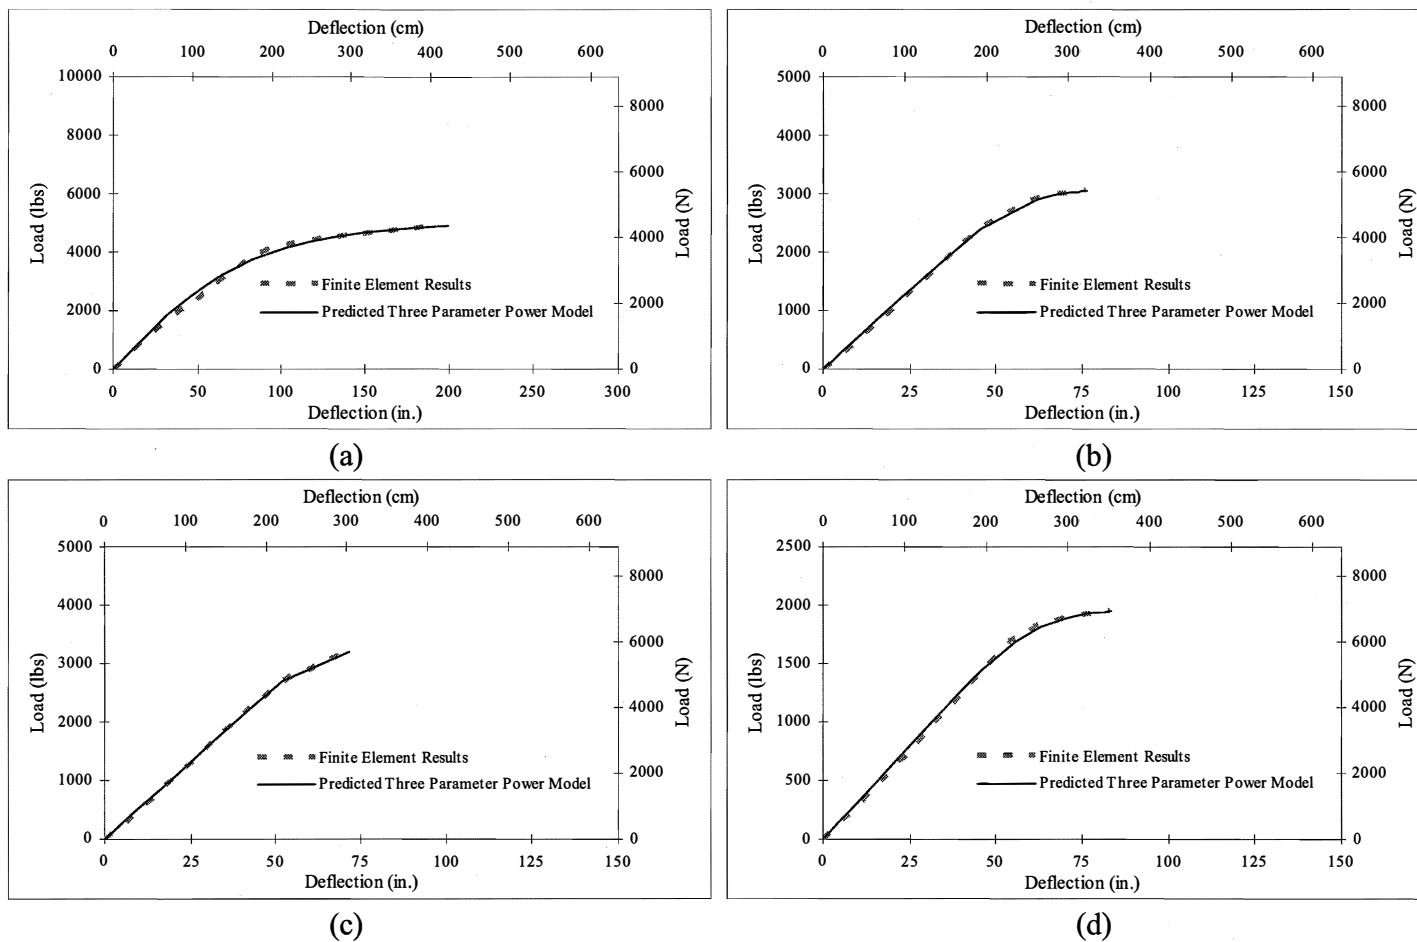 Deflection (cm)
0 100 200 300 400 500 600
10000
8000
6000
4000
2000
0
Load (lbs)
8000
6000
4000
2000
0
Load (N)
Finite Element Results
Predicted Three Parameter Power Model
0 50 100 150 200 250 300
Deflection (in.)
(a)
Deflection (cm)
0 100 200 300 400 500 600
5000
4000
3000
2000
1000
0
Load (lbs)
8000
6000
4000
2000
0
Load (N)
Finite Element Results
Predicted Three Parameter Power Model
0 25 50 75 100 125 150
Deflection (in.)
(b)
Deflection (cm)
0 100 200 300 400 500 600
5000
4000
3000
2000
1000
0
Load (lbs)
8000
6000
4000
2000
0
Load (N)
Finite Element Results
Predicted Three Parameter Power Model
0 25 50 75 100 125 150
Deflection (in.)
(c)
Deflection (cm)
0 100 200 300 400 500 600
2500
2000
1500
1000
500
0
Load (lbs)
8000
6000
4000
2000
0
Load (N)
Finite Element Results
Predicted Three Parameter Power Model
0 25 50 75 100 125 150
Deflection (in.)
(d)